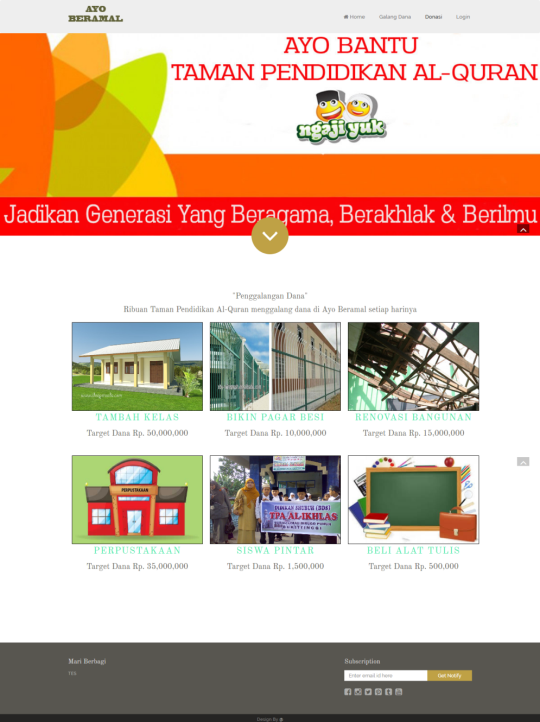 AYO
BERAMAL
Home Galang Dana Donasi Login
AYO BANTU
TAMAN PENDIDIKAN AL-QURAN
ngaji yuk
Jadikan Generasi Yang Beragama, Berakhlak & Berilmu
"Penggalangan Dana"
Ribuan Taman Pendidikan Al-Quran menggalang dana di Ayo Beramal setiap harinya
TAMBAH KELAS BIKIN PAGAR BESI RENOVASI BANGUNAN
Target Dana Rp. 50,000,000 Target Dana Rp. 10,000,000 Target Dana Rp. 15,000,000
PERPUSTAKAAN
TPA AL-IKHLAS
PERPUSTAKAAN SISWA PINTAR BELI ALAT TULIS
Target Dana Rp. 35,000,000 Target Dana Rp. 1,500,000 Target Dana Rp. 500,000
Mari Berbagi Subscription
Enter email id here Get Notify
Design By